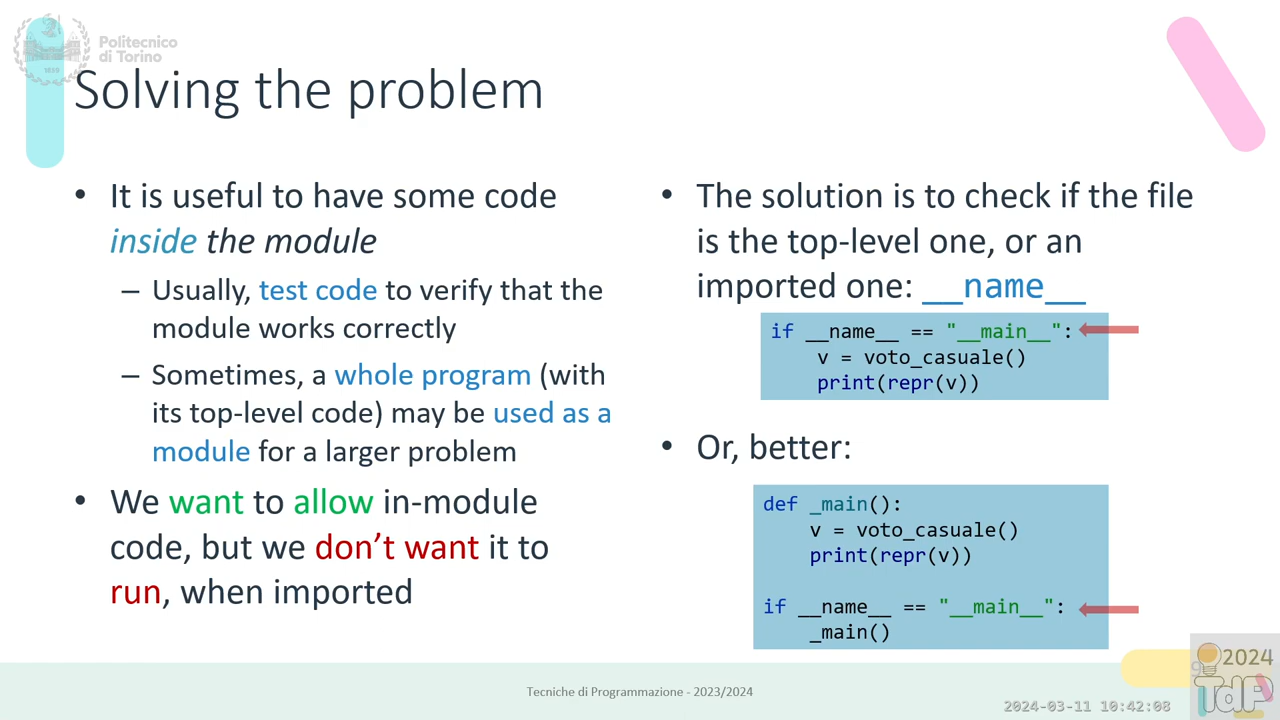 Politecnico
di Torino
Solving the problem
• It is useful to have some code
inside the module
– Usually, test code to verify that the
module works correctly
– Sometimes, a whole program (with
its top-level code) may be used as a
module for a larger problem
• We want to allow in-module
code, but we don't want it to
run, when imported
• The solution is to check if the file
is the top-level one, or an
imported one: __name__
if __name__ == "__main__":
    v = voto_casuale()
    print(repr(v))
• Or, better:
def _main():
    v = voto_casuale()
    print(repr(v))
if __name__ == "__main__":
    _main()
Tecniche di Programmazione - 2023/2024
2024-03-11 10:42:08
2024
TdP